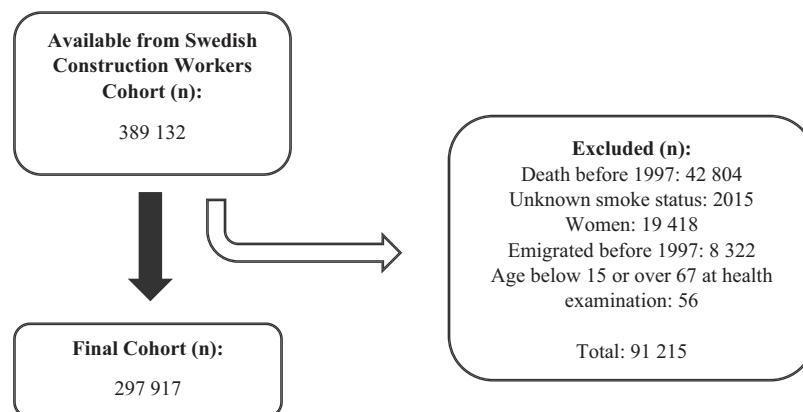 Available from Swedish
Construction Workers
Cohort (n):
389 132
Excluded (n):
Death before 1997: 42 804
Unknown smoke status: 2015
Women: 19 418
Emigrated before 1997: 8 322
Age below 15 or over 67 at health
examination: 56
Total: 91 215
Final Cohort (n):
297 917